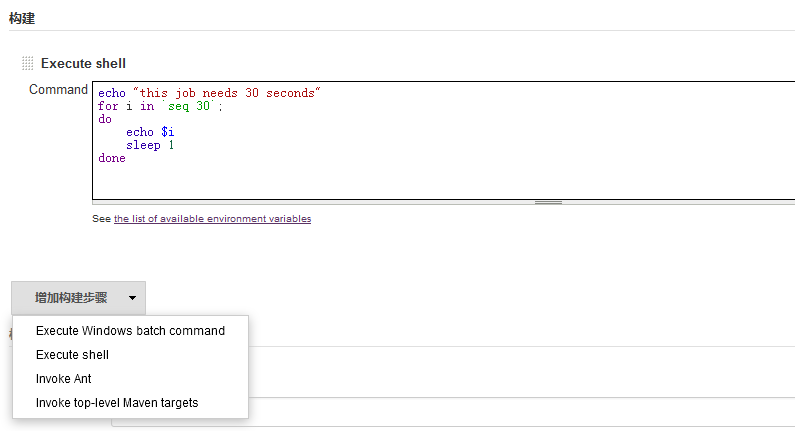 构建
Execute shell
Command
echo "this job needs 30 seconds"
for i in `seq 30`;
do
    echo $i
    sleep 1
done
See the list of available environment variables
增加构建步骤
Execute Windows batch command
Execute shell
Invoke Ant
Invoke top-level Maven targets